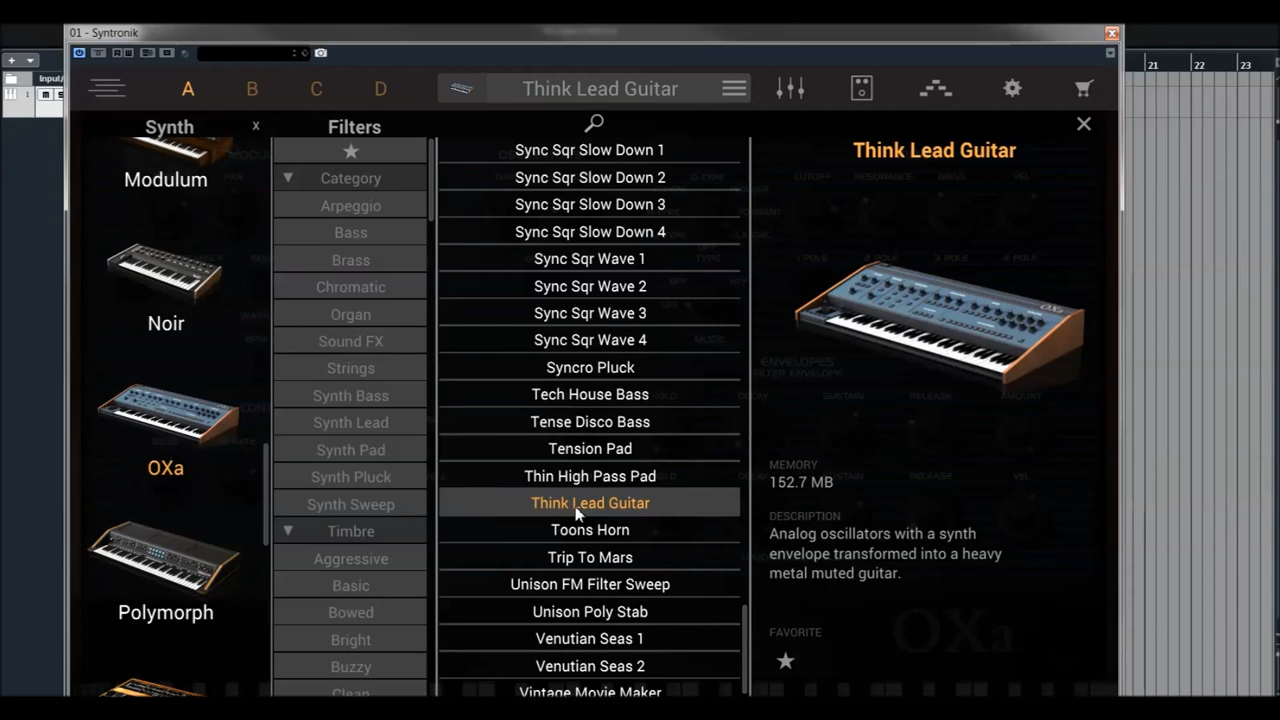 01 - Syntronik
Input/
M S
1
A
B
C
D
Think Lead Guitar
21
22
23
Synth
x
Modulum
Noir
OXa
Polymorph
Filters
Category
Arpeggio
Bass
Brass
Chromatic
Organ
Sound FX
Strings
Synth Bass
Synth Lead
Synth Pad
Synth Pluck
Synth Sweep
Timbre
Aggressive
Basic
Bowed
Bright
Buzzy
Clean
Sync Sqr Slow Down 1
Sync Sqr Slow Down 2
Sync Sqr Slow Down 3
Sync Sqr Slow Down 4
Sync Sqr Wave 1
Sync Sqr Wave 2
Sync Sqr Wave 3
Sync Sqr Wave 4
Syncro Pluck
Tech House Bass
Tense Disco Bass
Tension Pad
Thin High Pass Pad
Think Lead Guitar
Toons Horn
Trip To Mars
Unison FM Filter Sweep
Unison Poly Stab
Venutian Seas 1
Venutian Seas 2
Vintage Movie Maker
Think Lead Guitar
OXa
MEMORY
152.7 MB
DESCRIPTION
Analog oscillators with a synth
envelope transformed into a heavy
metal muted guitar.
FAVORITE
OXa